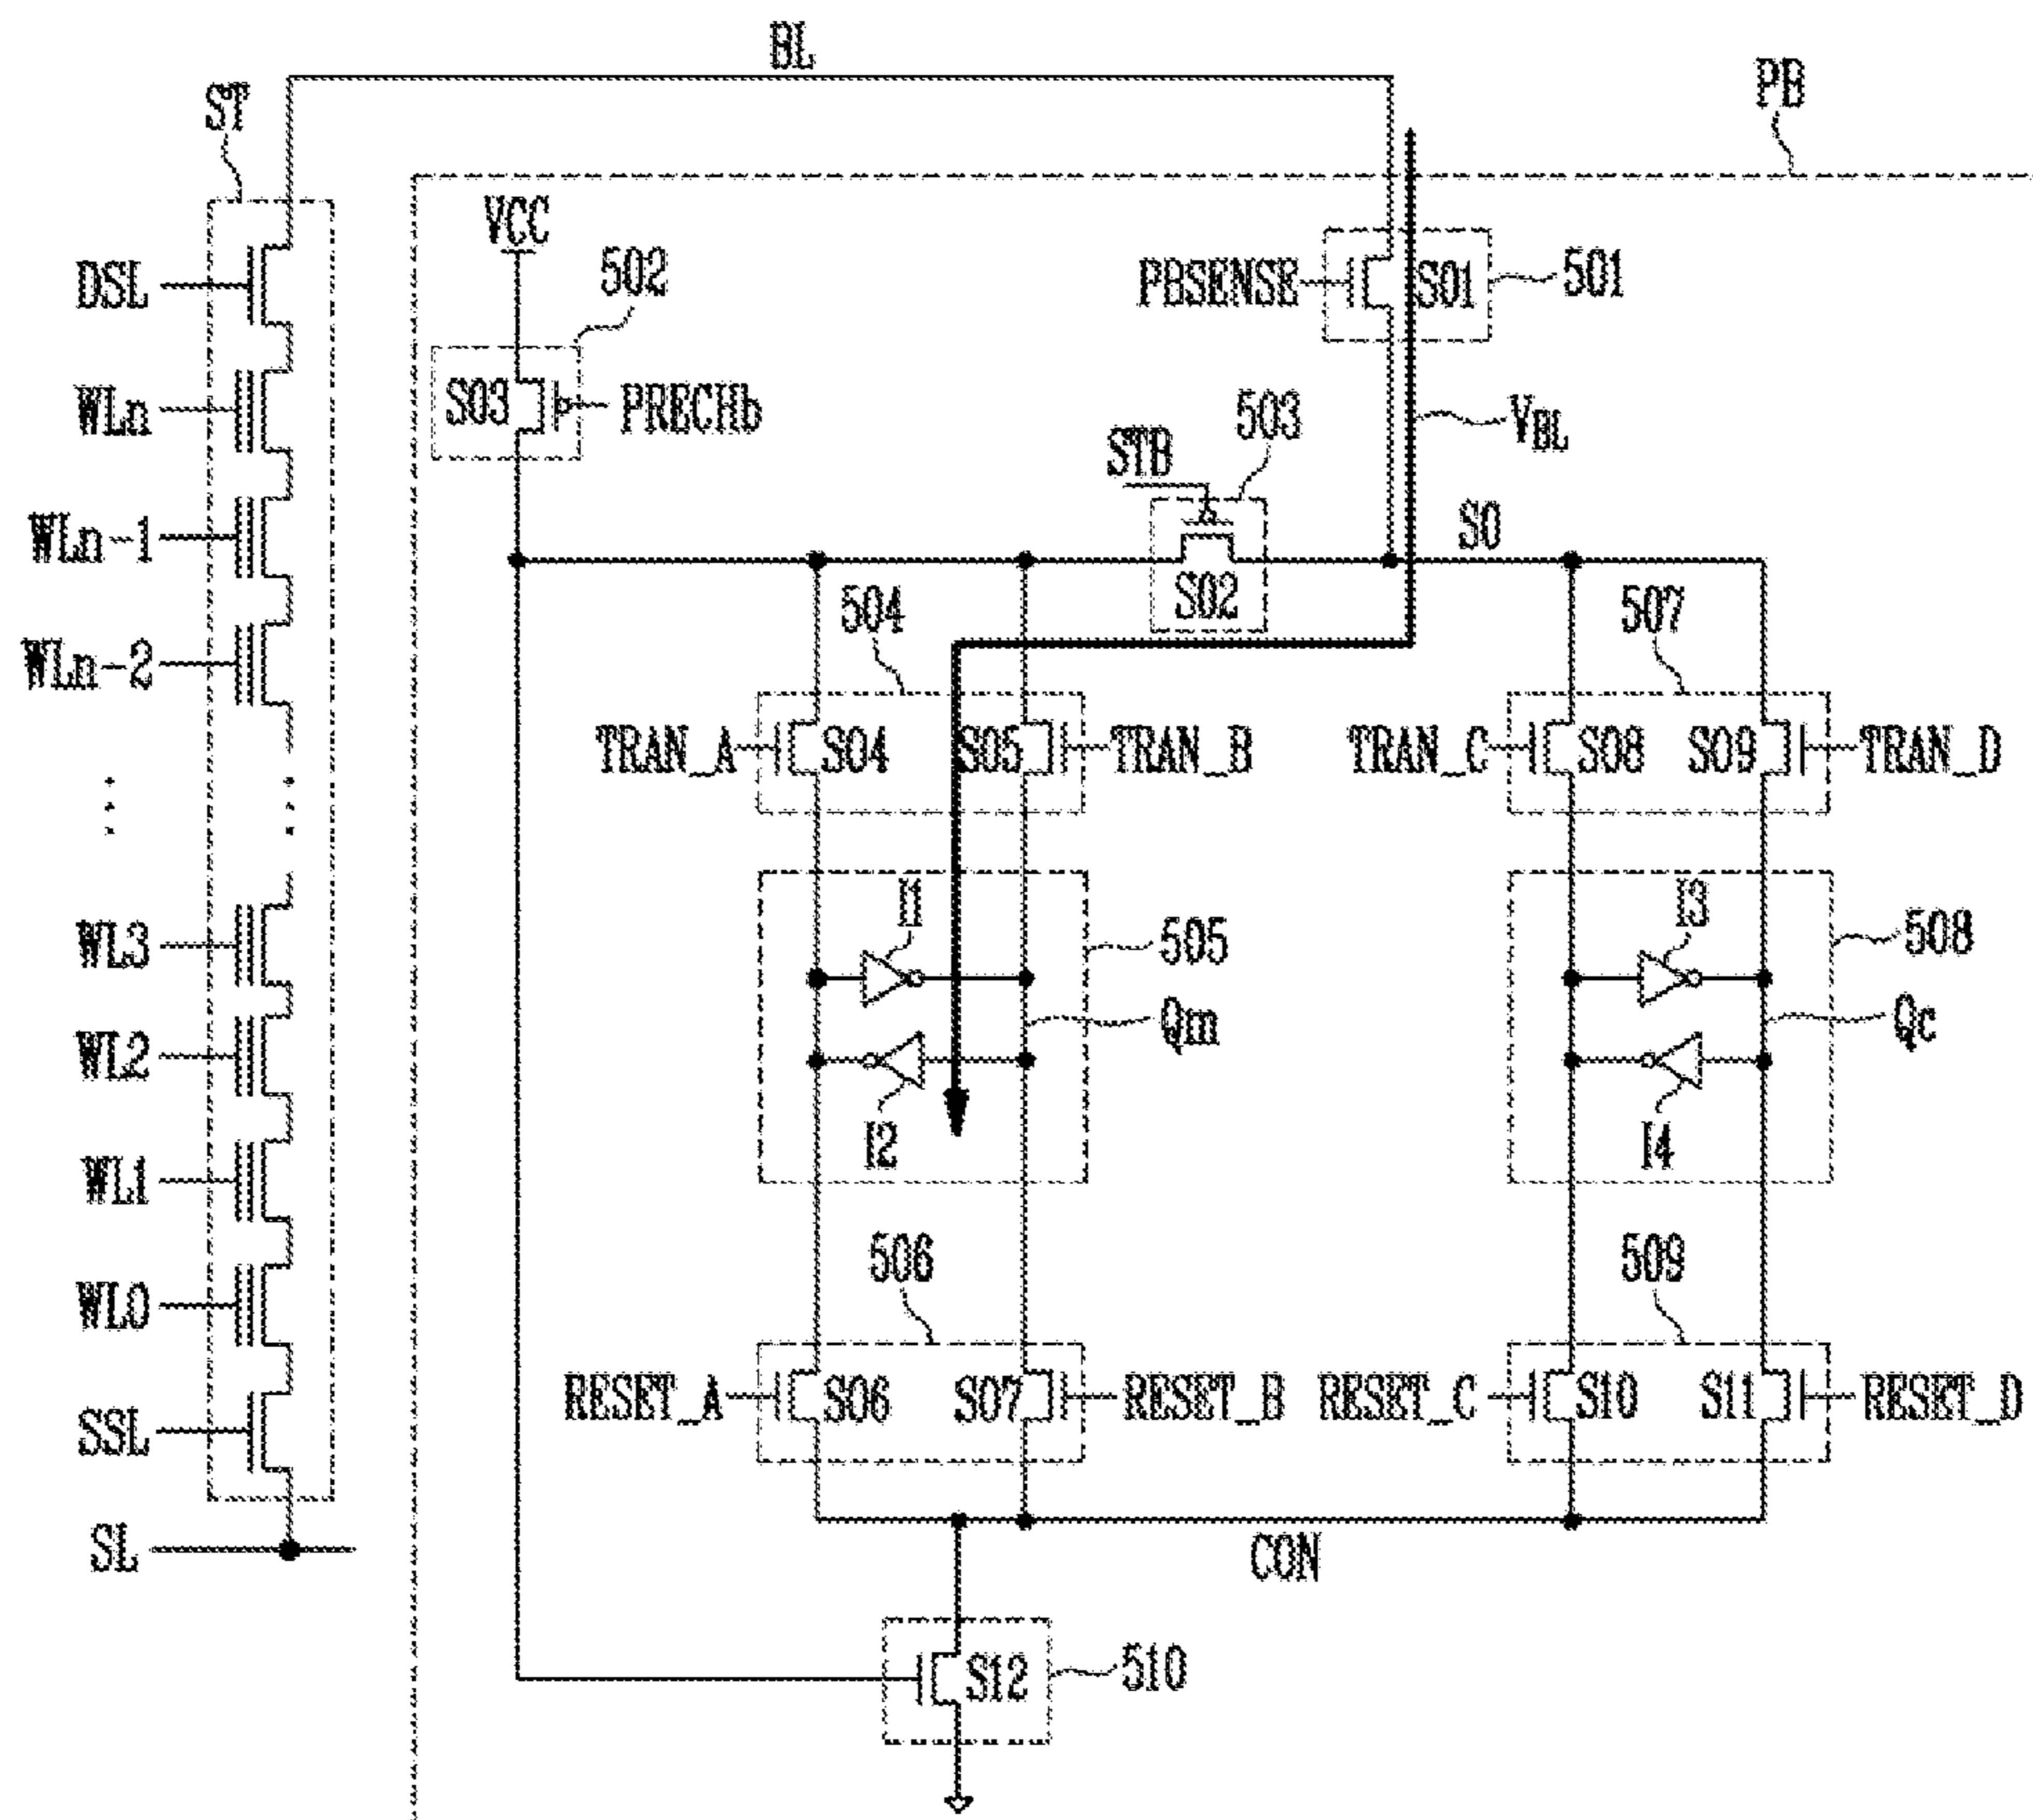 BL
ST
PB
VCC
502
PBSENSE
S01
501
DSL
S03
PRECHb
WLn
STB
503
VBL
WLn-1
S0
S02
504
507
WLn-2
TRAN_A
S04
S05
TRAN_B
TRAN_C
S08
S09
TRAN_D
I1
I3
WL3
505
508
Qm
Qc
WL2
I2
I4
WL1
506
509
WL0
RESET_A
S06
S07
RESET_B
RESET_C
S10
S11
RESET_D
SSL
SL
CON
S12
510